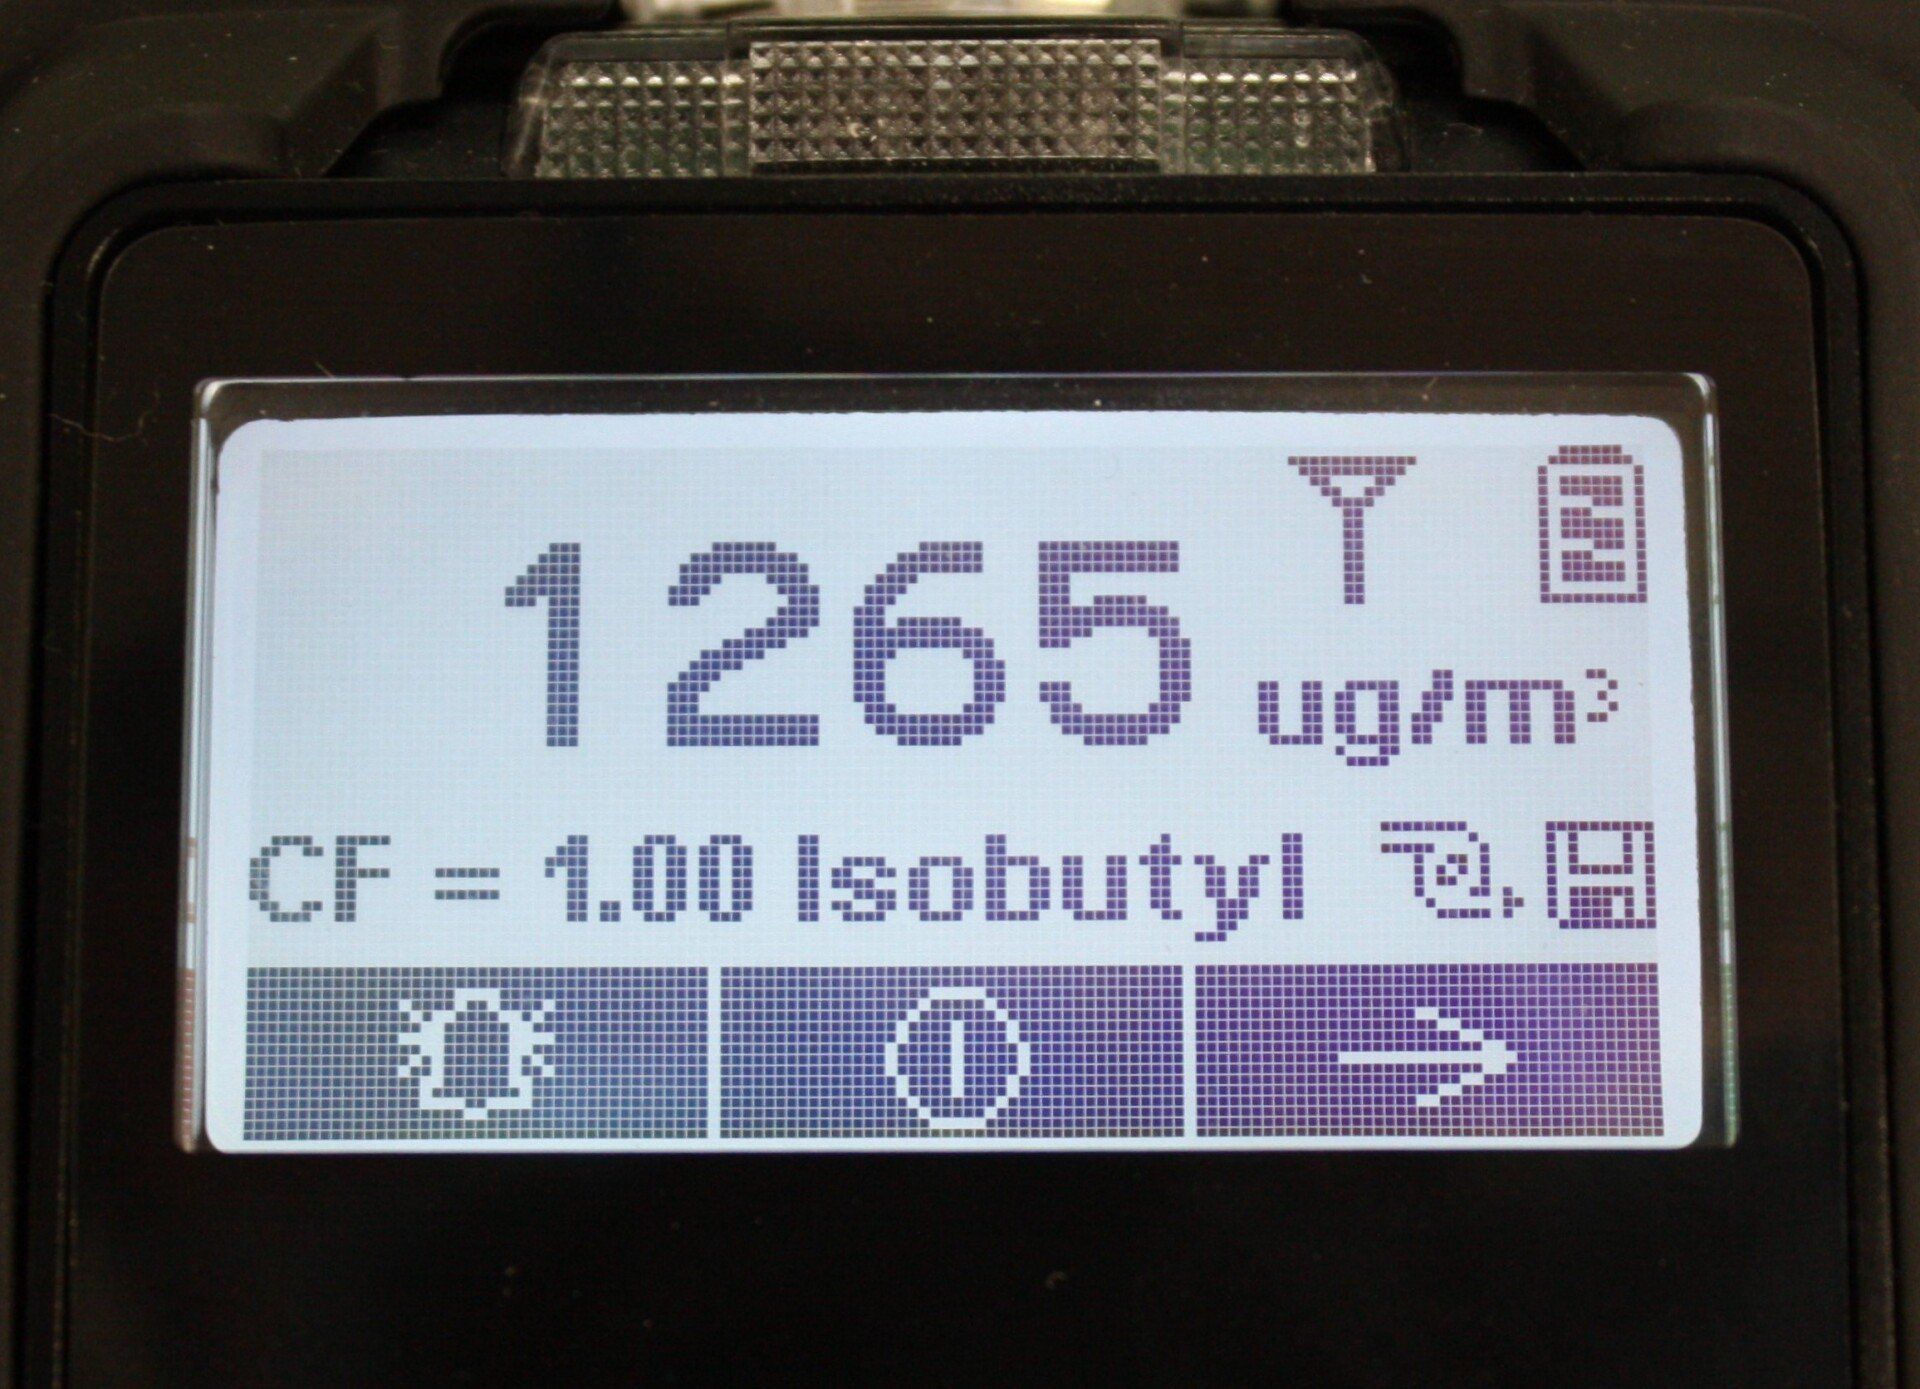 1265 ug/m³
CF = 1.00 Isobutyl